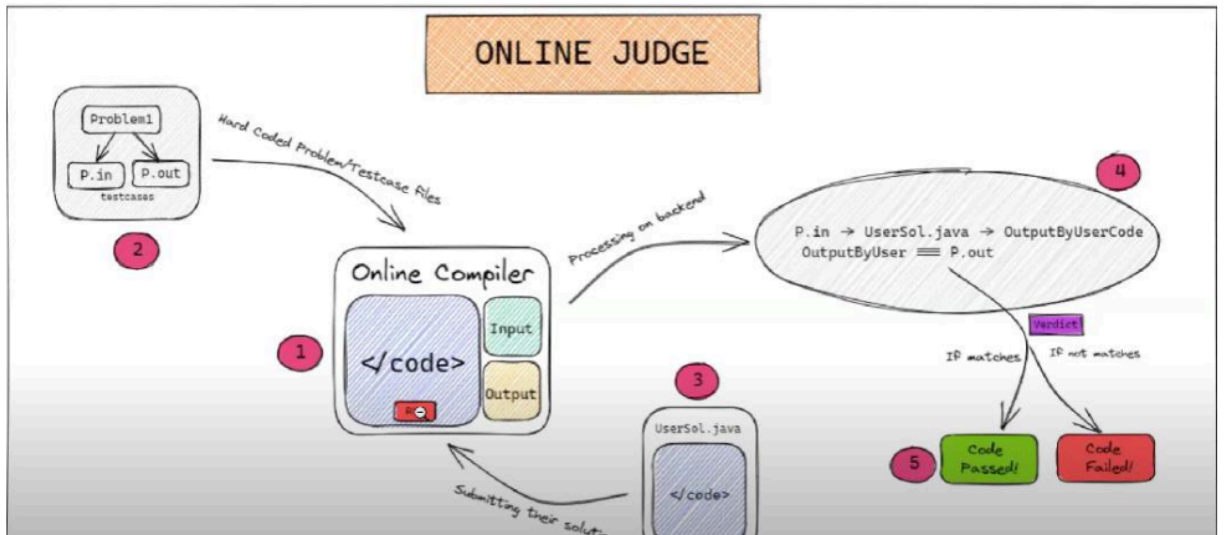 ONLINE JUDGE
Problem1
P.in
P.out
testcases
2
Hard Coded Problem/Testcase files
Online Compiler
</code>
Input
Output
1
Processing on backend
4
P.in → UserSol.java → OutputByUserCode
OutputByUser ≡ P.out
Verdict!
If matches
If not matches
5
Code
Passed!
Code
Failed!
3
UserSol.java
</code>
Submitting their